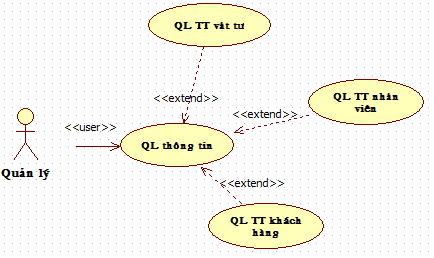 QL TT vât tư
<<extend>>
QL TT nhân
viên
<<extend>>
<<user>>
QL thông tin
Quản lý
<<extend>>
QL TT khách
hàng